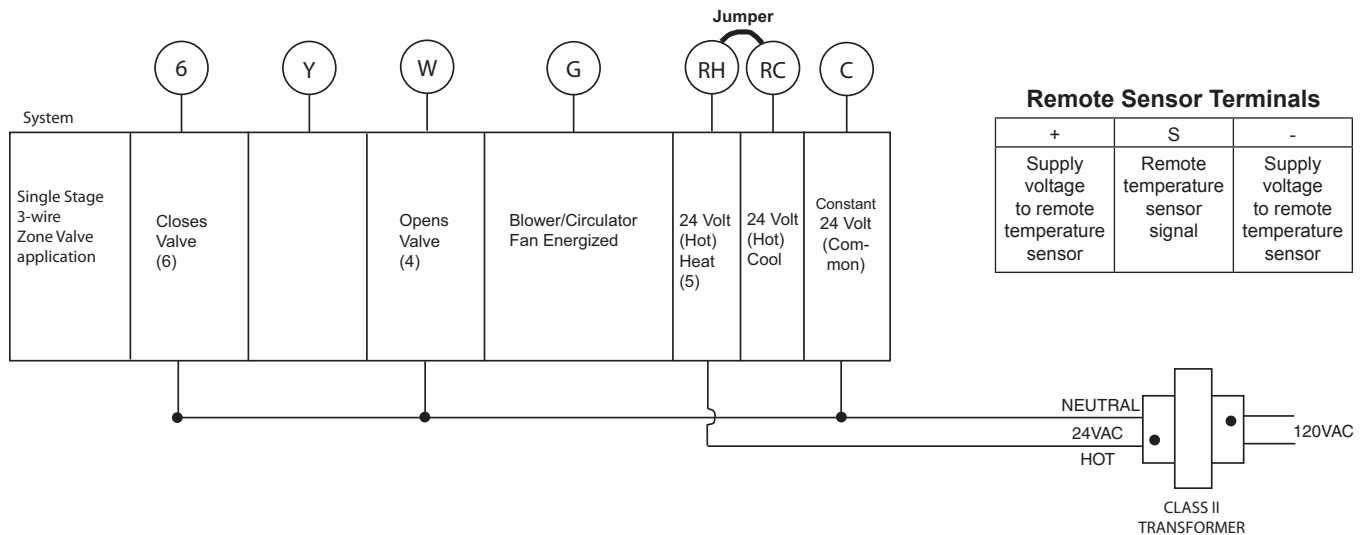 Jumper
6
Y
W
G
RH
RC
C
System
Single Stage
3-wire
Zone Valve
application
Closes
Valve
(6)
Opens
Valve
(4)
Blower/Circulator
Fan Energized
24 Volt
(Hot)
Heat
(5)
24 Volt
(Hot)
Cool
Constant
24 Volt
(Com-
mon)
Remote Sensor Terminals
+
S
-
Supply
voltage
to remote
temperature
sensor
Remote
temperature
sensor
signal
Supply
voltage
to remote
temperature
sensor
NEUTRAL
24VAC
HOT
120VAC
CLASS II
TRANSFORMER